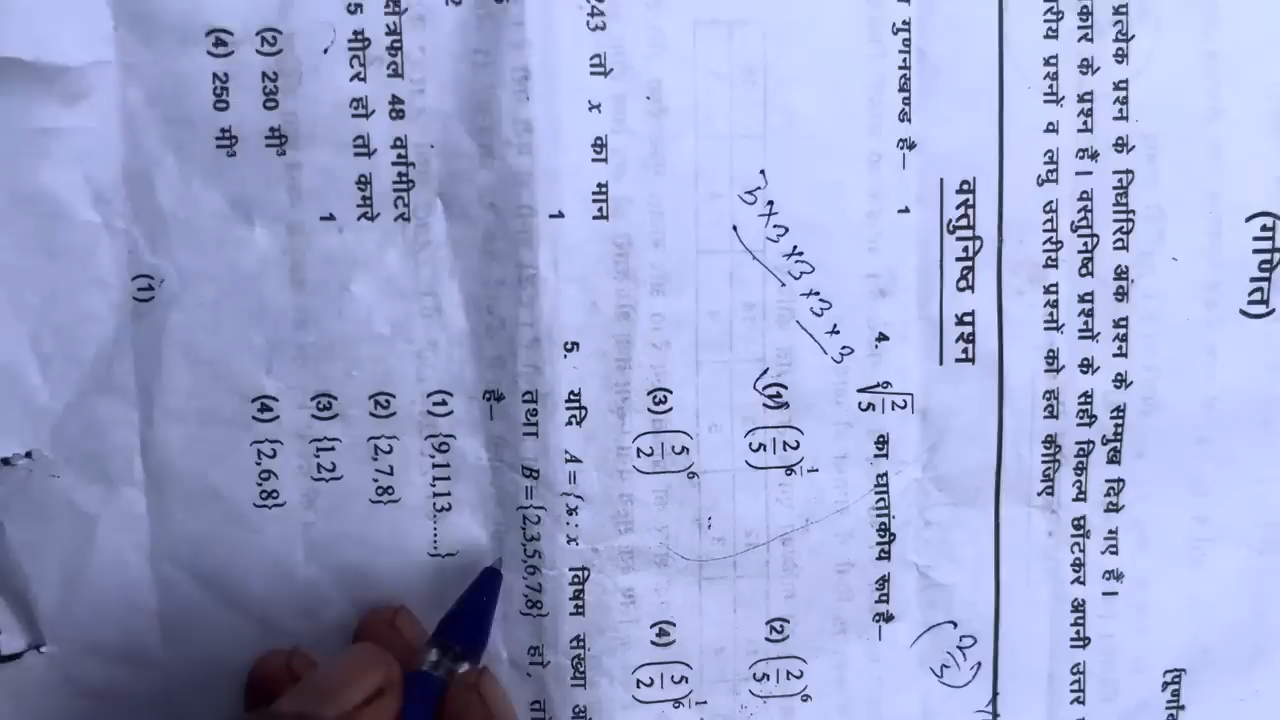 (गणित)
[पूर्णांक
प्रत्येक प्रश्न के निर्धारित अंक प्रश्न के सम्मुख दिये गए हैं।
प्रकार के प्रश्न हैं। वस्तुनिष्ठ प्रश्नों के सही विकल्प छाँटकर अपनी उत्तर
रीय प्रश्नों व लघु उत्तरीय प्रश्नों को हल कीजिए
वस्तुनिष्ठ प्रश्न
गुणनखण्ड है– 1
243 तो x का मान
1
क्षेत्रफल 48 वर्गमीटर
5 मीटर हो तो कमरे
1
(2) 230 मी³
(4) 250 मी³
3×3×3×3×3
4. ⁶√(2/5) का घातांकीय रूप है–
(1) (2/5)^(1/6) (2) (2/5)^6
(3) (5/2)^6 (4) (5/2)^(1/6)
5. यदि A={x:x विषम संख्या
तथा B={2,3,5,6,7,8} हो, तो
है–
(1) {9,11,13......}
(2) {2,7,8}
(3) {1,2}
(4) {2,6,8}
(1)